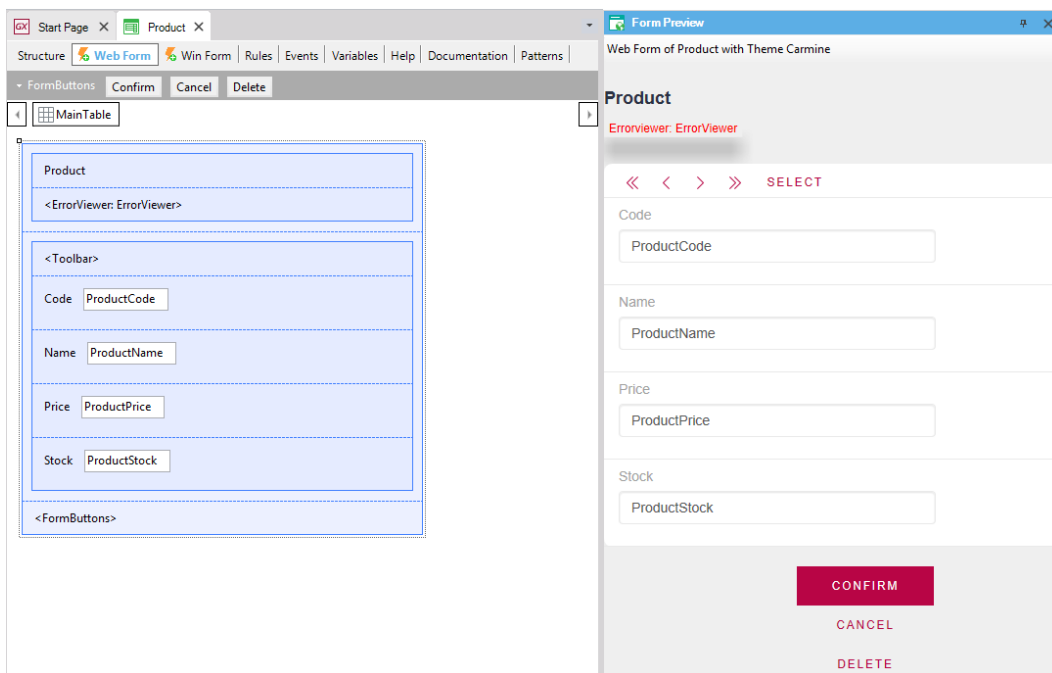 GX Start Page Product
Structure Web Form Win Form Rules Events Variables Help Documentation Patterns
FormButtons Confirm Cancel Delete
MainTable
Product
<ErrorViewer: ErrorViewer>
<Toolbar>
Code ProductCode
Name ProductName
Price ProductPrice
Stock ProductStock
<FormButtons>
Form Preview
Web Form of Product with Theme Carmine
Product
Errorviewer: ErrorViewer
SELECT
Code
ProductCode
Name
ProductName
Price
ProductPrice
Stock
ProductStock
CONFIRM
CANCEL
DELETE